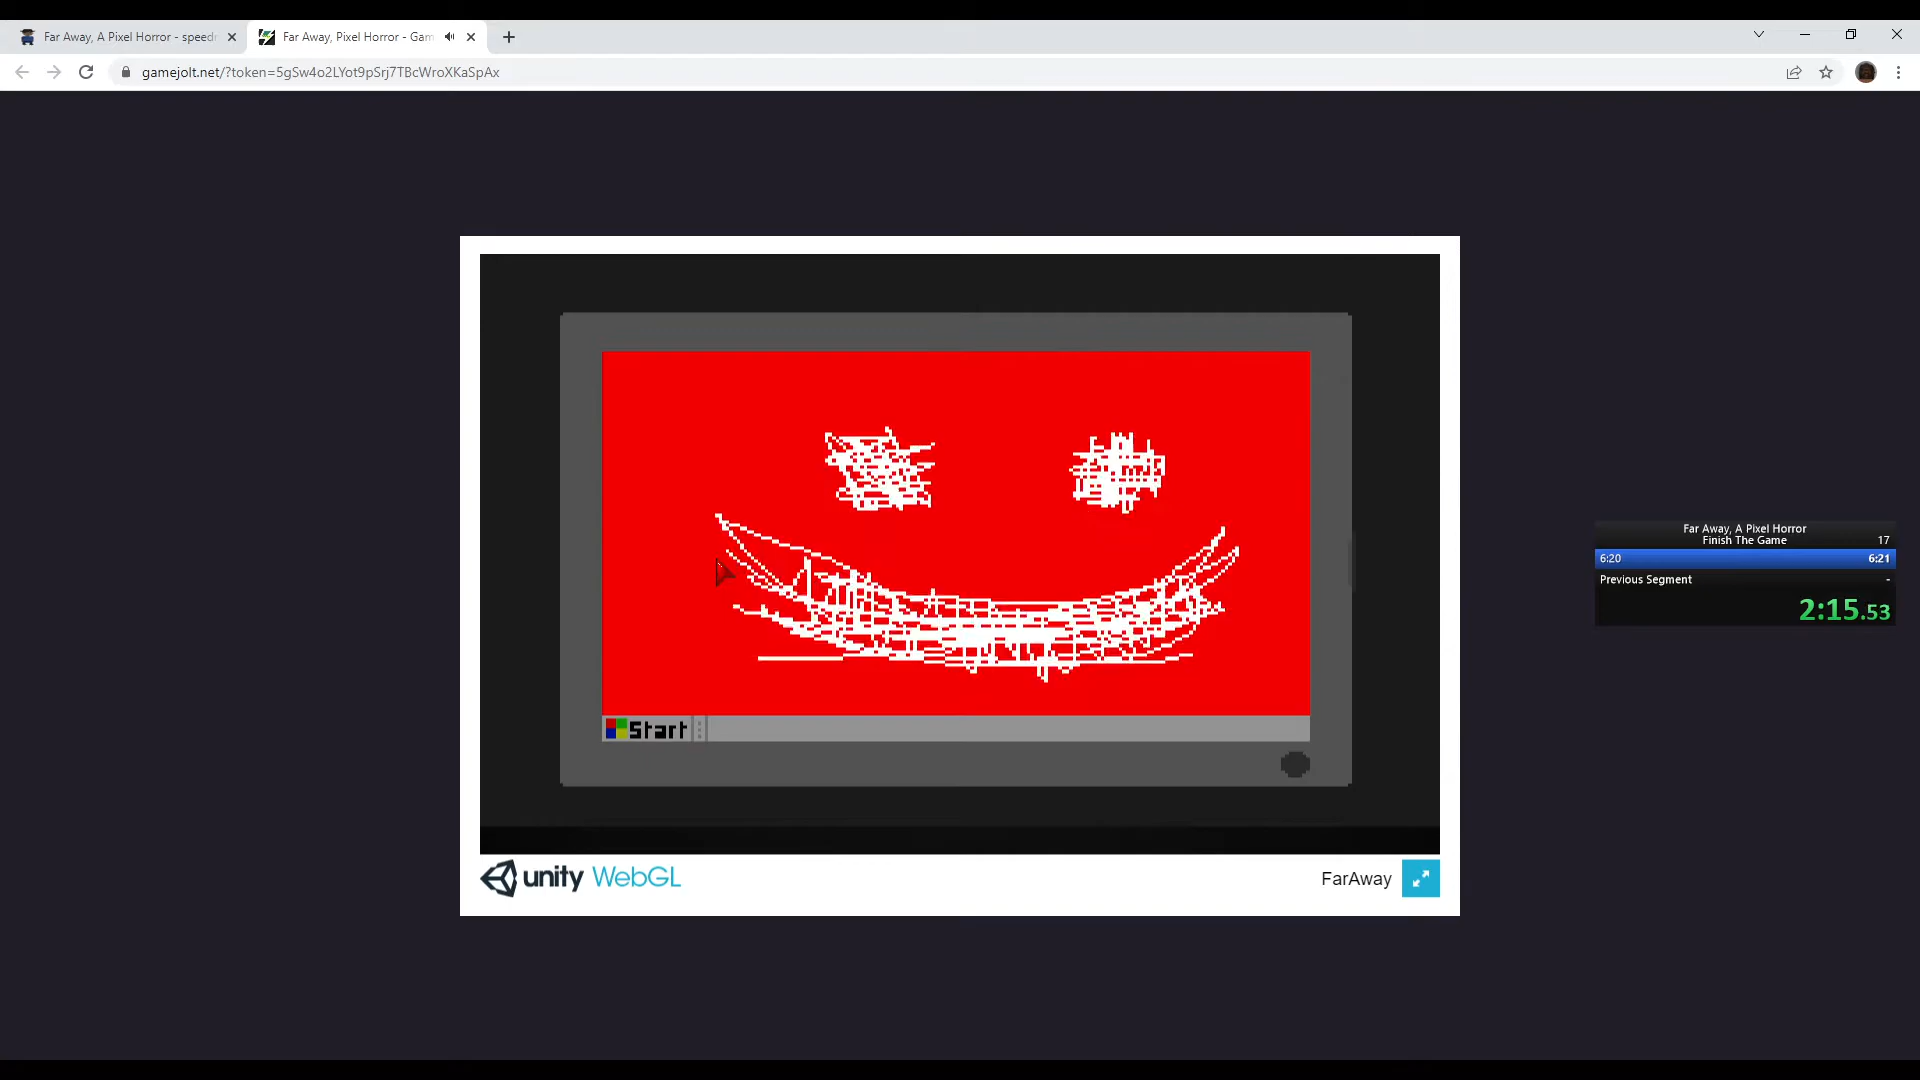 Far Away, A Pixel Horror - speedr
Far Away, Pixel Horror - Gam
gamejolt.net/?token=5gSw4o2LYot9pSrj7TBcWroXKaSpAx
Far Away, A Pixel Horror
Finish The Game 17
6:20 6:21
Previous Segment -
2:15.53
Start
unity WebGL
FarAway